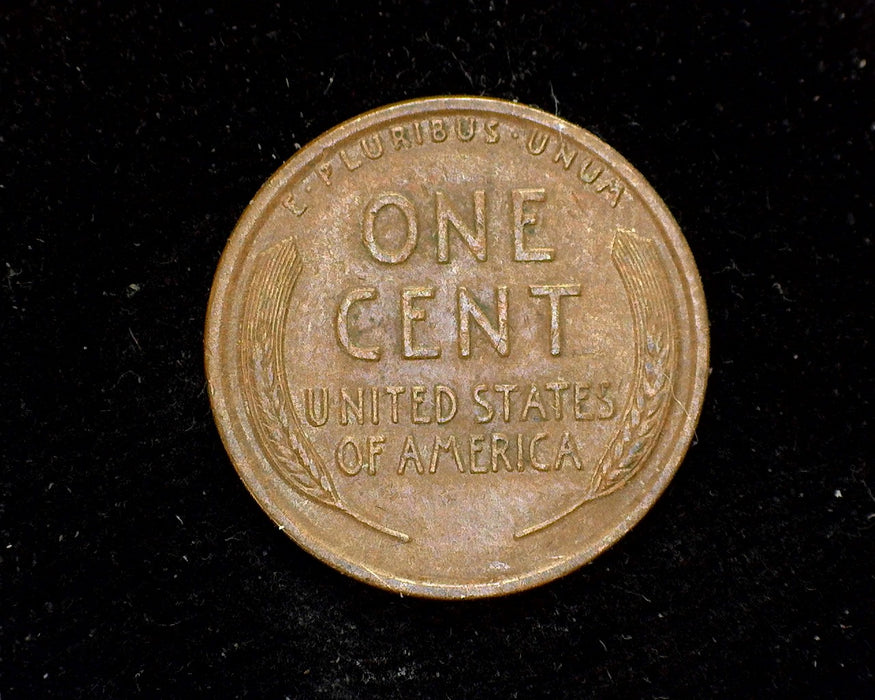 E · PLURIBUS · UNUM
ONE
CENT
UNITED STATES
OF AMERICA